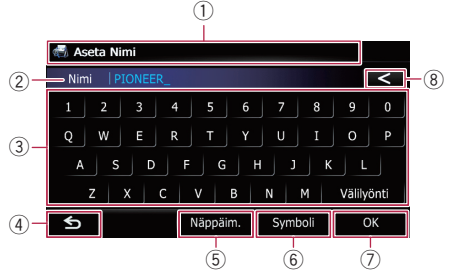 ①
Aseta Nimi
② Nimi PIONEER_ < ⑧
③
1 2 3 4 5 6 7 8 9 0
Q W E R T Y U I O P
A S D F G H J K L
Z X C V B N M Välilyönti
④ Näppäim. Symboli OK
⑤ ⑥ ⑦